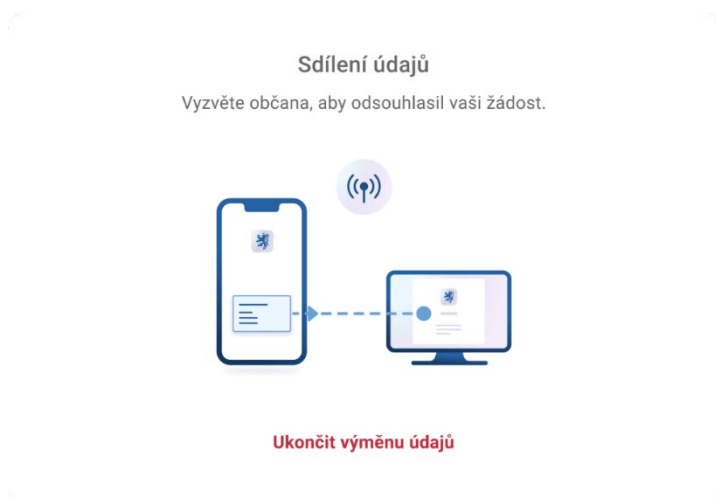 Sdílení údajů
Vyzvěte občana, aby odsouhlasil vaši žádost.
Ukončit výměnu údajů